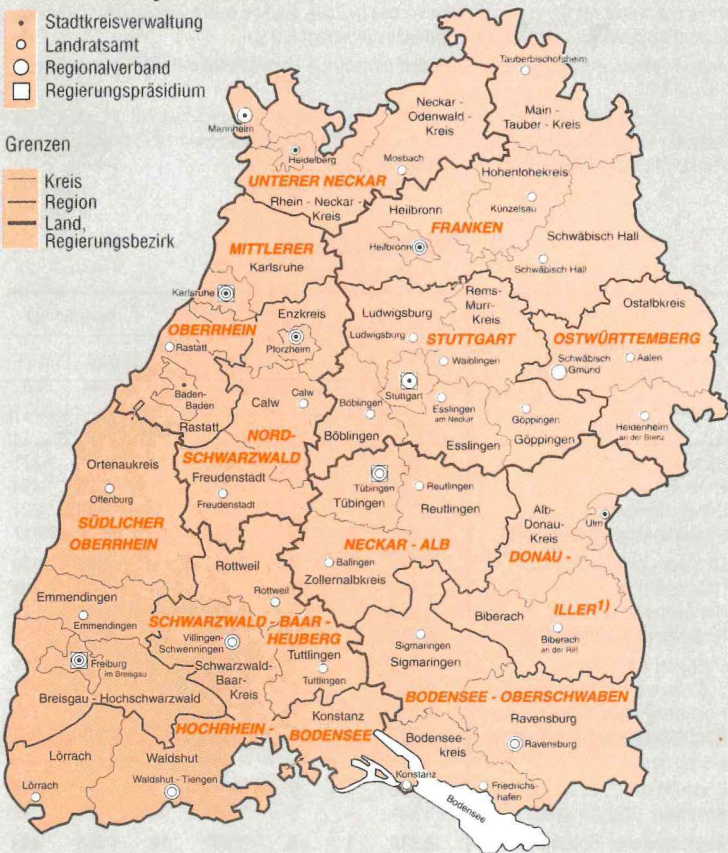 Stadtkreisverwaltung
Landratsamt
Regionalverband
Regierungspräsidium
Grenzen
Kreis
Region
Land,
Regierungsbezirk
Tauberbischofsheim
Neckar -
Odenwald -
Kreis
Main -
Tauber - Kreis
Mannheim
Heidelberg
Mosbach
UNTERER NECKAR
Rhein - Neckar -
Kreis
Hohenlohekreis
Künzelsau
Heilbronn
FRANKEN
Heilbronn
Schwäbisch Hall
Schwäbisch Hall
MITTLERER
Karlsruhe
Karlsruhe
OBERRHEIN
Rastatt
Baden-
Baden
Rastatt
Enzkreis
Pforzheim
Calw
Calw
NORD-
SCHWARZWALD
Freudenstadt
Freudenstadt
Ludwigsburg
Ludwigsburg
Rems-
Murr-
Kreis
STUTTGART
Waiblingen
Stuttgart
Böblingen
Böblingen
Esslingen
am Neckar
Esslingen
Göppingen
Göppingen
Ostalbkreis
OSTWÜRTTEMBERG
Schwäbisch
Gmünd
Aalen
Heidenheim
an der Brenz
Ortenaukreis
Offenburg
SÜDLICHER
OBERRHEIN
Tübingen
Tübingen
Reutlingen
Reutlingen
NECKAR - ALB
Balingen
Zollernalbkreis
Alb-
Donau-
Kreis
Ulm
DONAU -
ILLER1)
Biberach
Biberach
an der Riß
Rottweil
Rottweil
Emmendingen
Emmendingen
SCHWARZWALD - BAAR -
HEUBERG
Villingen-
Schwenningen
Schwarzwald-
Baar-
Kreis
Tuttlingen
Tuttlingen
Sigmaringen
Sigmaringen
Freiburg
im Breisgau
Breisgau - Hochschwarzwald
BODENSEE - OBERSCHWABEN
Ravensburg
Ravensburg
Bodensee-
kreis
HOCHRHEIN -
BODENSEE
Konstanz
Konstanz
Friedrichs-
hafen
Bodensee
Lörrach
Lörrach
Waldshut
Waldshut - Tiengen